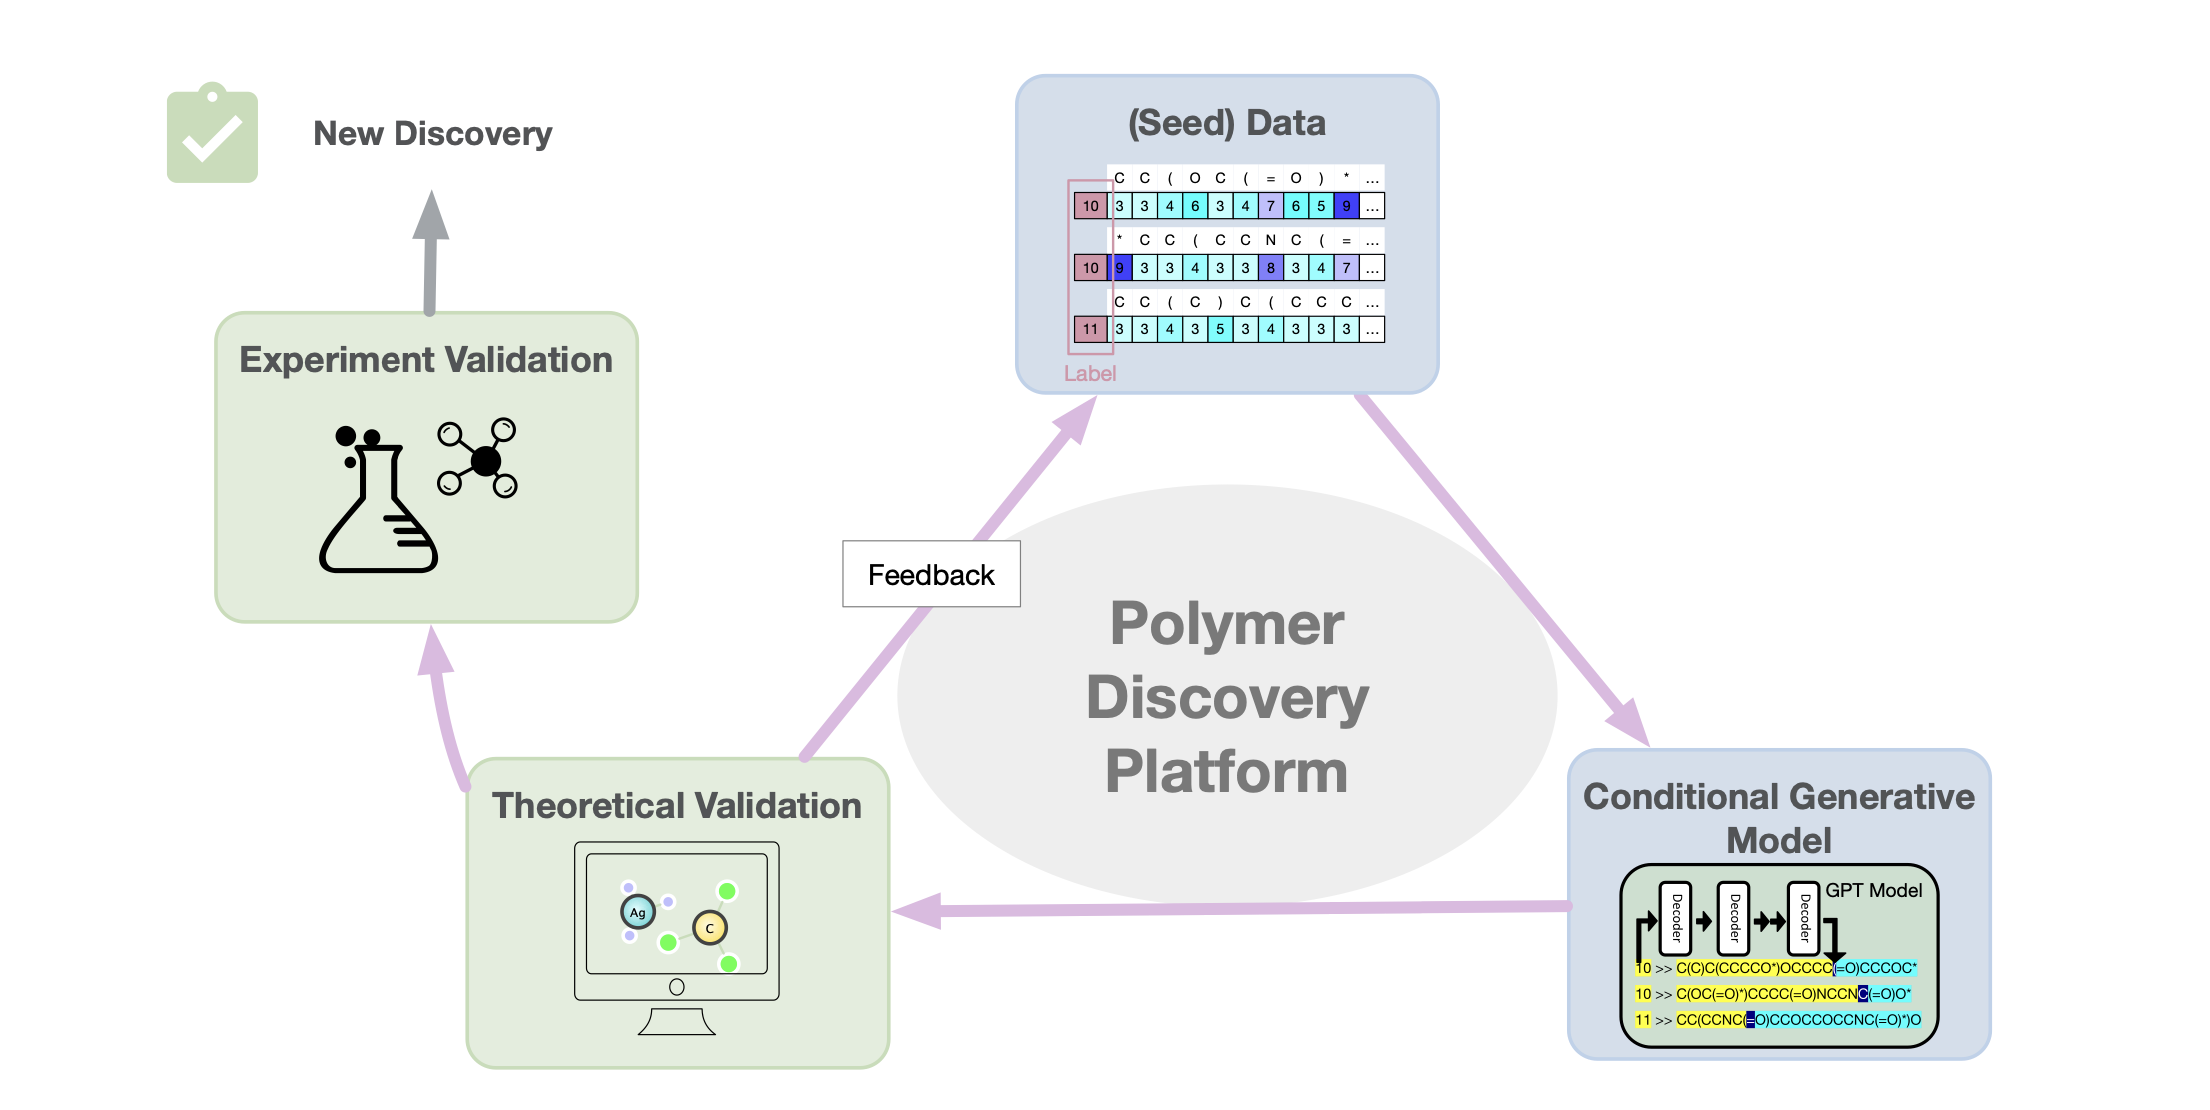 New Discovery
(Seed) Data
C C ( O C ( = O ) * ...
10 3 3 4 6 3 4 7 6 5 9 ...
* C C ( C C N C ( = ...
10 9 3 3 4 3 3 8 3 4 7 ...
C C ( C ) C ( C C C ...
11 3 3 4 3 5 3 4 3 3 3 ...
Label
Experiment Validation
Feedback
Polymer
Discovery
Platform
Theoretical Validation
Ag
C
Conditional Generative
Model
GPT Model
Decoder
Decoder
Decoder
10 >> C(C)C(CCCCO*)OCCCC(=O)CCCOC*
10 >> C(OC(=O)*)CCCC(=O)NCCNC(=O)O*
11 >> CC(CCNC(=O)CCOCCOCCNC(=O)*)O